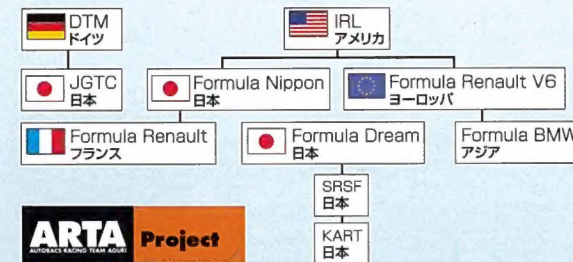 DTM
ドイツ
IRL
アメリカ
JGTC
日本
Formula Nippon
日本
Formula Renault V6
ヨーロッパ
Formula Renault
フランス
Formula Dream
日本
Formula BMW
アジア
SRSF
日本
KART
日本
ARTA Project
AUTOBACS RACING TEAM AGURI